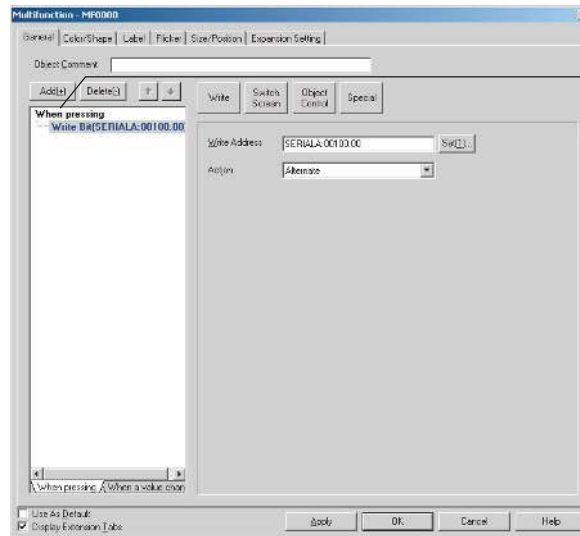 Multifunction - MF0000
General Color/Shape Label Flicker Size/Position Expansion Setting
Object Comment
Add(+) Delete(-) Write Switch Screen Object Control Special
When pressing
Write Bit(SERIALA:00100.00
Write Address SERIALA:00100.00 Set(1)...
Action Alternate
When pressing When a value chan
Use As Default
Display Extension Tabs
Apply OK Cancel Help